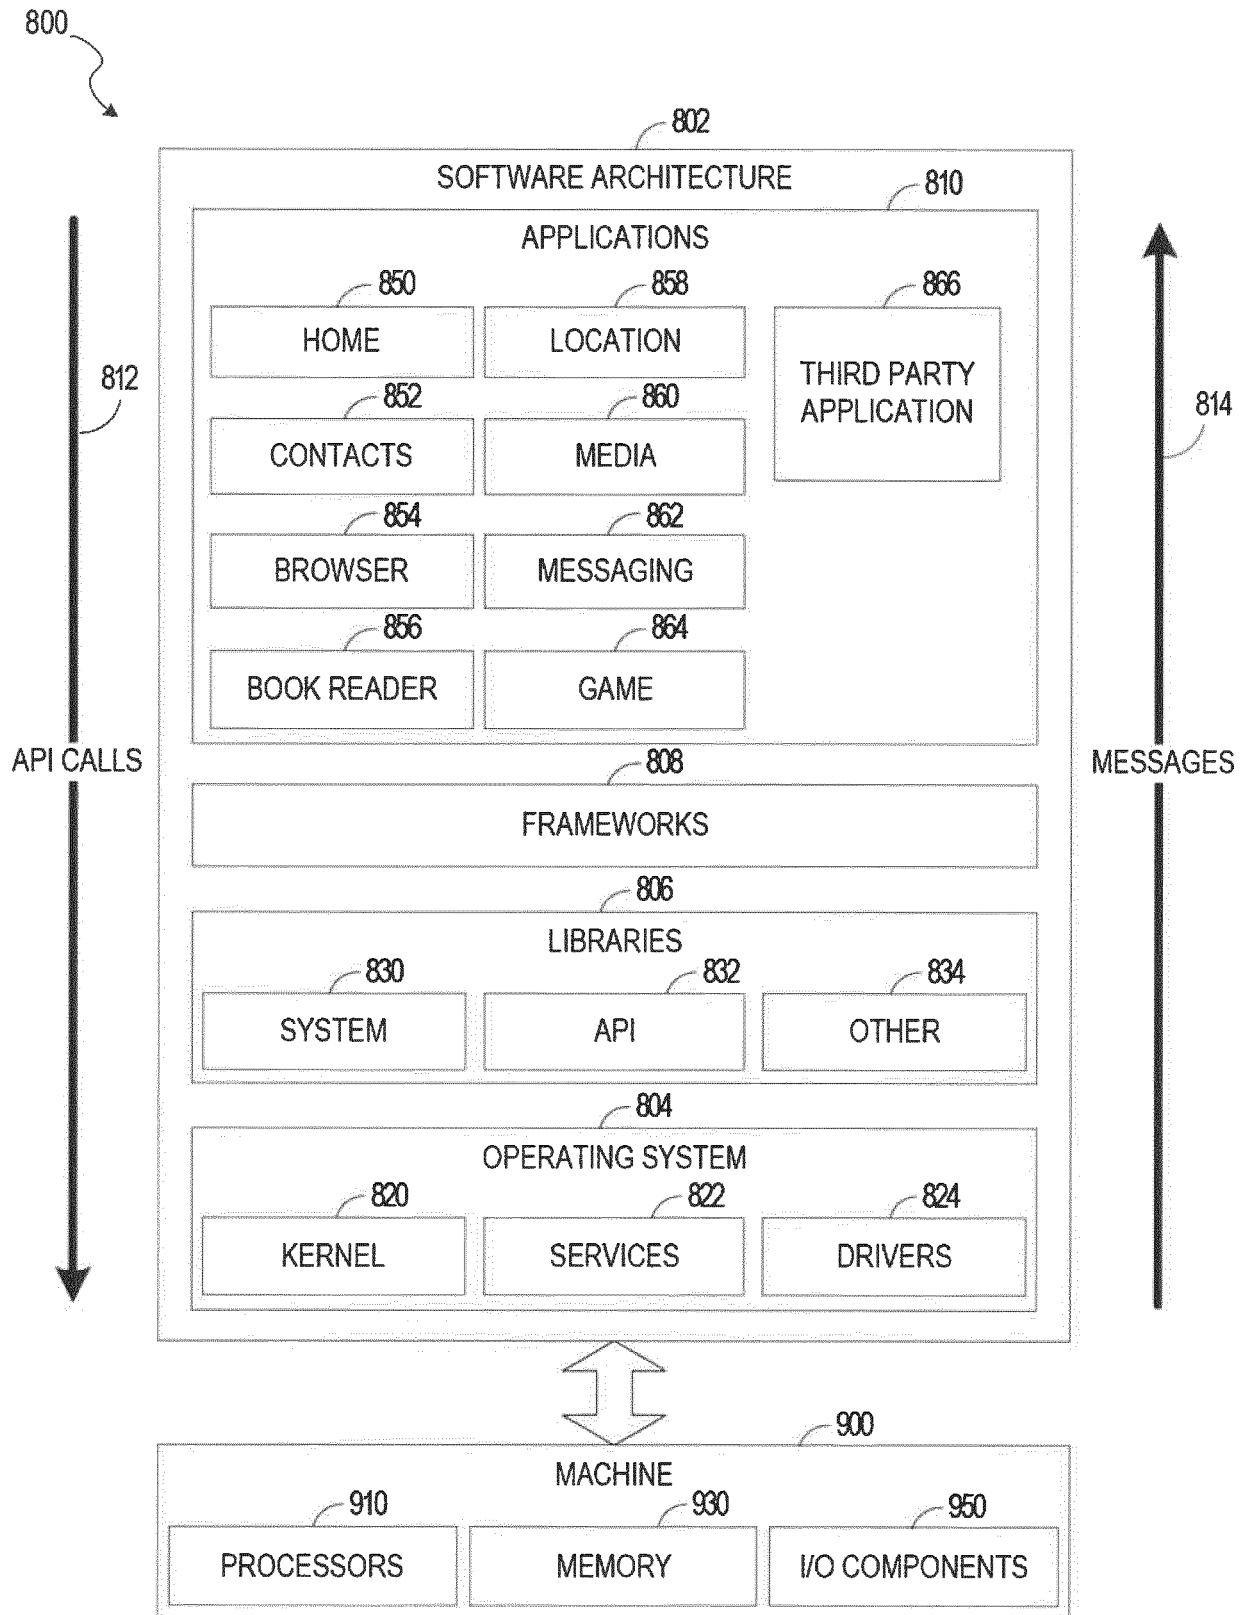 800
802
SOFTWARE ARCHITECTURE
810
APPLICATIONS
850
858
866
HOME
LOCATION
THIRD PARTY
APPLICATION
812
852
860
814
CONTACTS
MEDIA
854
862
BROWSER
MESSAGING
856
864
BOOK READER
GAME
API CALLS
MESSAGES
808
FRAMEWORKS
806
LIBRARIES
830
832
834
SYSTEM
API
OTHER
804
OPERATING SYSTEM
820
822
824
KERNEL
SERVICES
DRIVERS
900
MACHINE
910
930
950
PROCESSORS
MEMORY
I/O COMPONENTS